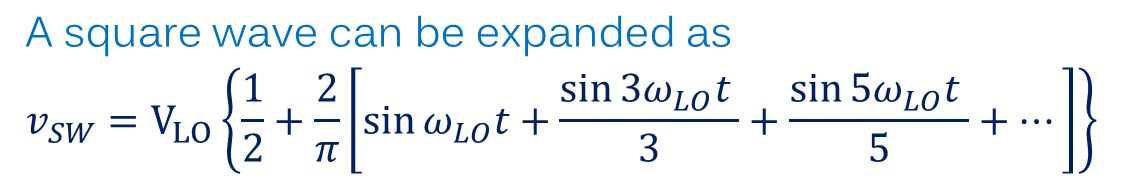 A square wave can be expanded as
v_SW = V_LO {1/2 + 2/π [sin ω_LO t + sin 3ω_LO t / 3 + sin 5ω_LO t / 5 + ⋯]}